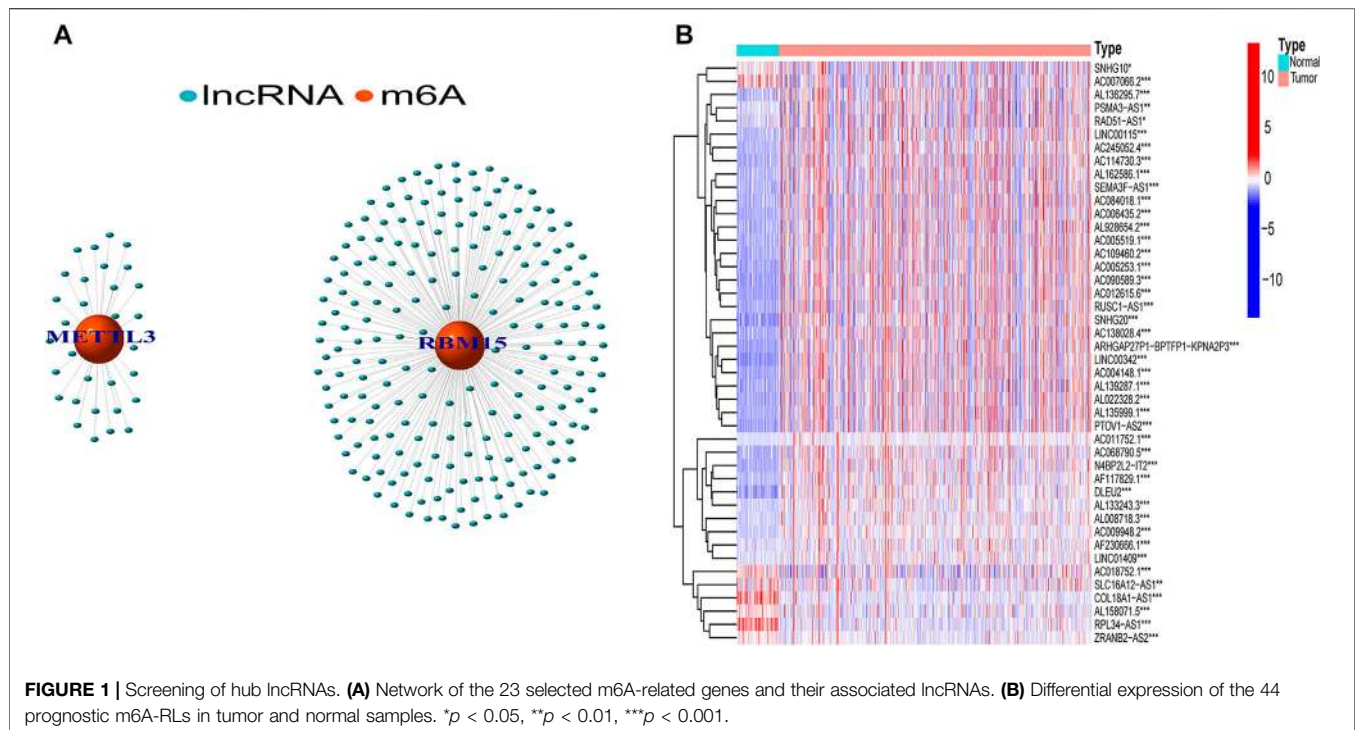 A
lncRNA m6A
METTL3
RBM15
B
Type
SNHG10*
AC007066.2***
AL136295.7***
PSMA3-AS1**
RAD51-AS1*
LINC00115***
AC245052.4***
AC114730.3***
AL162586.1***
SEMA3F-AS1***
AC084018.1***
AC006435.2***
AL928654.2***
AC005519.1***
AC109460.2***
AC005253.1***
AC090589.3***
AC012615.6***
RUSC1-AS1***
SNHG20***
AC138028.4***
ARHGAP27P1-BPTFP1-KPNA2P3***
LINC00342***
AC004148.1***
AL139287.1***
AL022328.2***
AL135999.1***
PTOV1-AS2***
AC011752.1***
AC068790.5***
N4BP2L2-IT2***
AF117829.1***
DLEU2***
AL133243.3***
AL008718.3***
AC009948.2***
AF230666.1***
LINC01409***
AC018752.1***
SLC16A12-AS1**
COL18A1-AS1***
AL158071.5***
RPL34-AS1***
ZRANB2-AS2***
10
5
0
-5
-10
Type
Normal
Tumor
FIGURE 1 | Screening of hub lncRNAs. (A) Network of the 23 selected m6A-related genes and their associated lncRNAs. (B) Differential expression of the 44
prognostic m6A-RLs in tumor and normal samples. *p < 0.05, **p < 0.01, ***p < 0.001.